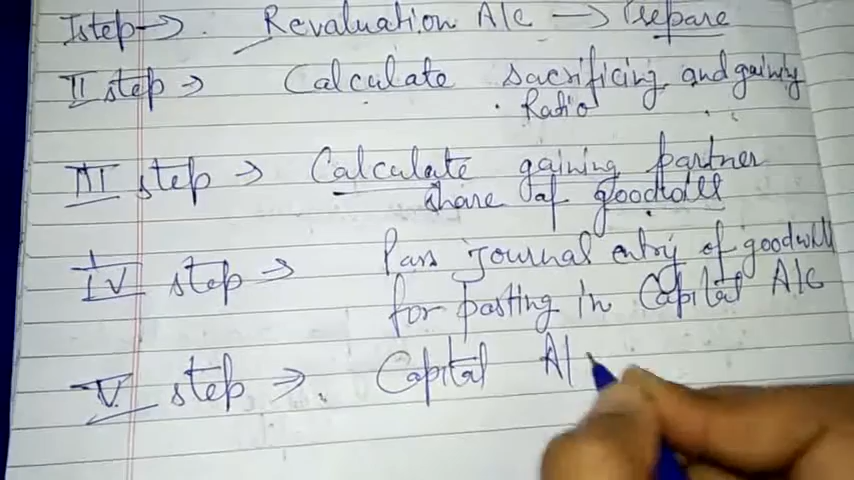 I step → Revaluation A/c → Prepare
II step → Calculate sacrificing and gaining
Ratio
III step → Calculate gaining partner
share of goodwill
IV step → Pass Journal entry of goodwill
for posting in Capital A/c
V step → Capital A/